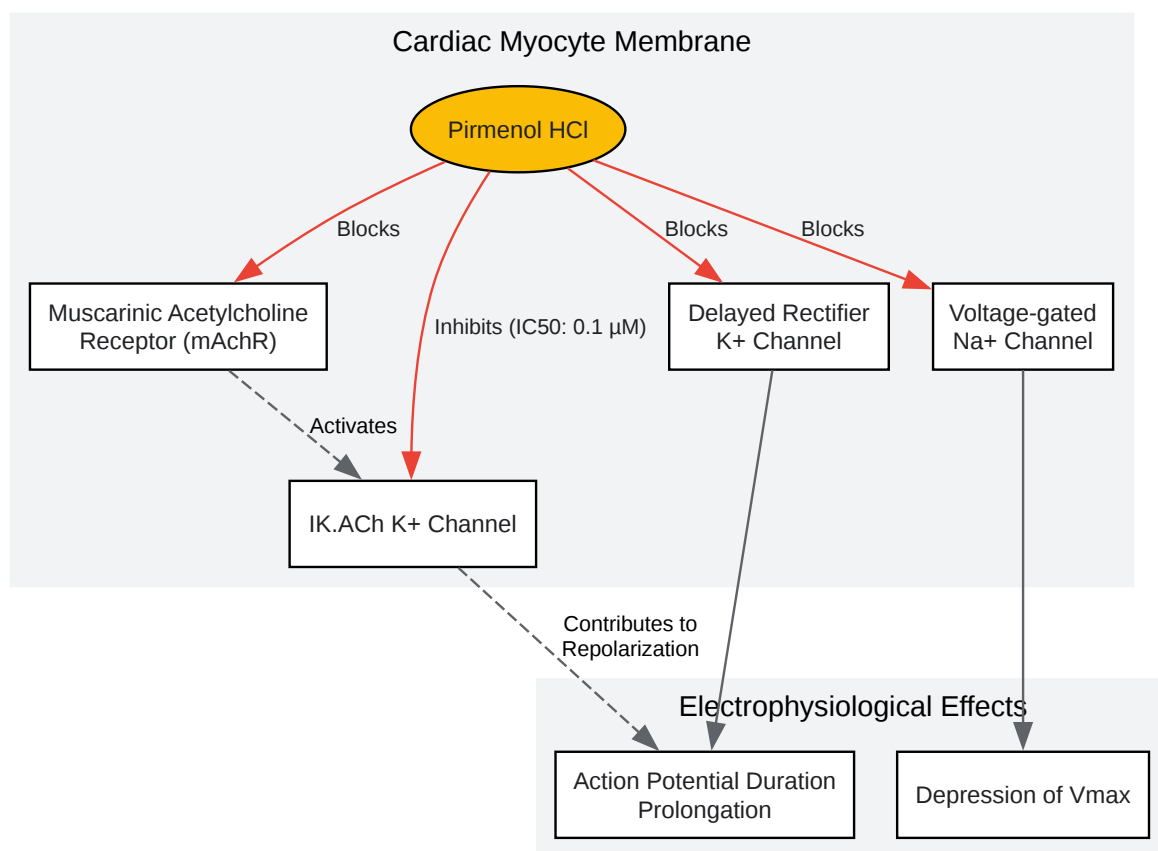 Cardiac Myocyte Membrane
Pirmenol HCl
Blocks
Blocks
Blocks
Muscarinic Acetylcholine
Receptor (mAchR)
Inhibits (IC50: 0.1 µM)
Delayed Rectifier
K+ Channel
Voltage-gated
Na+ Channel
Activates
IK.ACh K+ Channel
Contributes to
Repolarization
Electrophysiological Effects
Action Potential Duration
Prolongation
Depression of Vmax